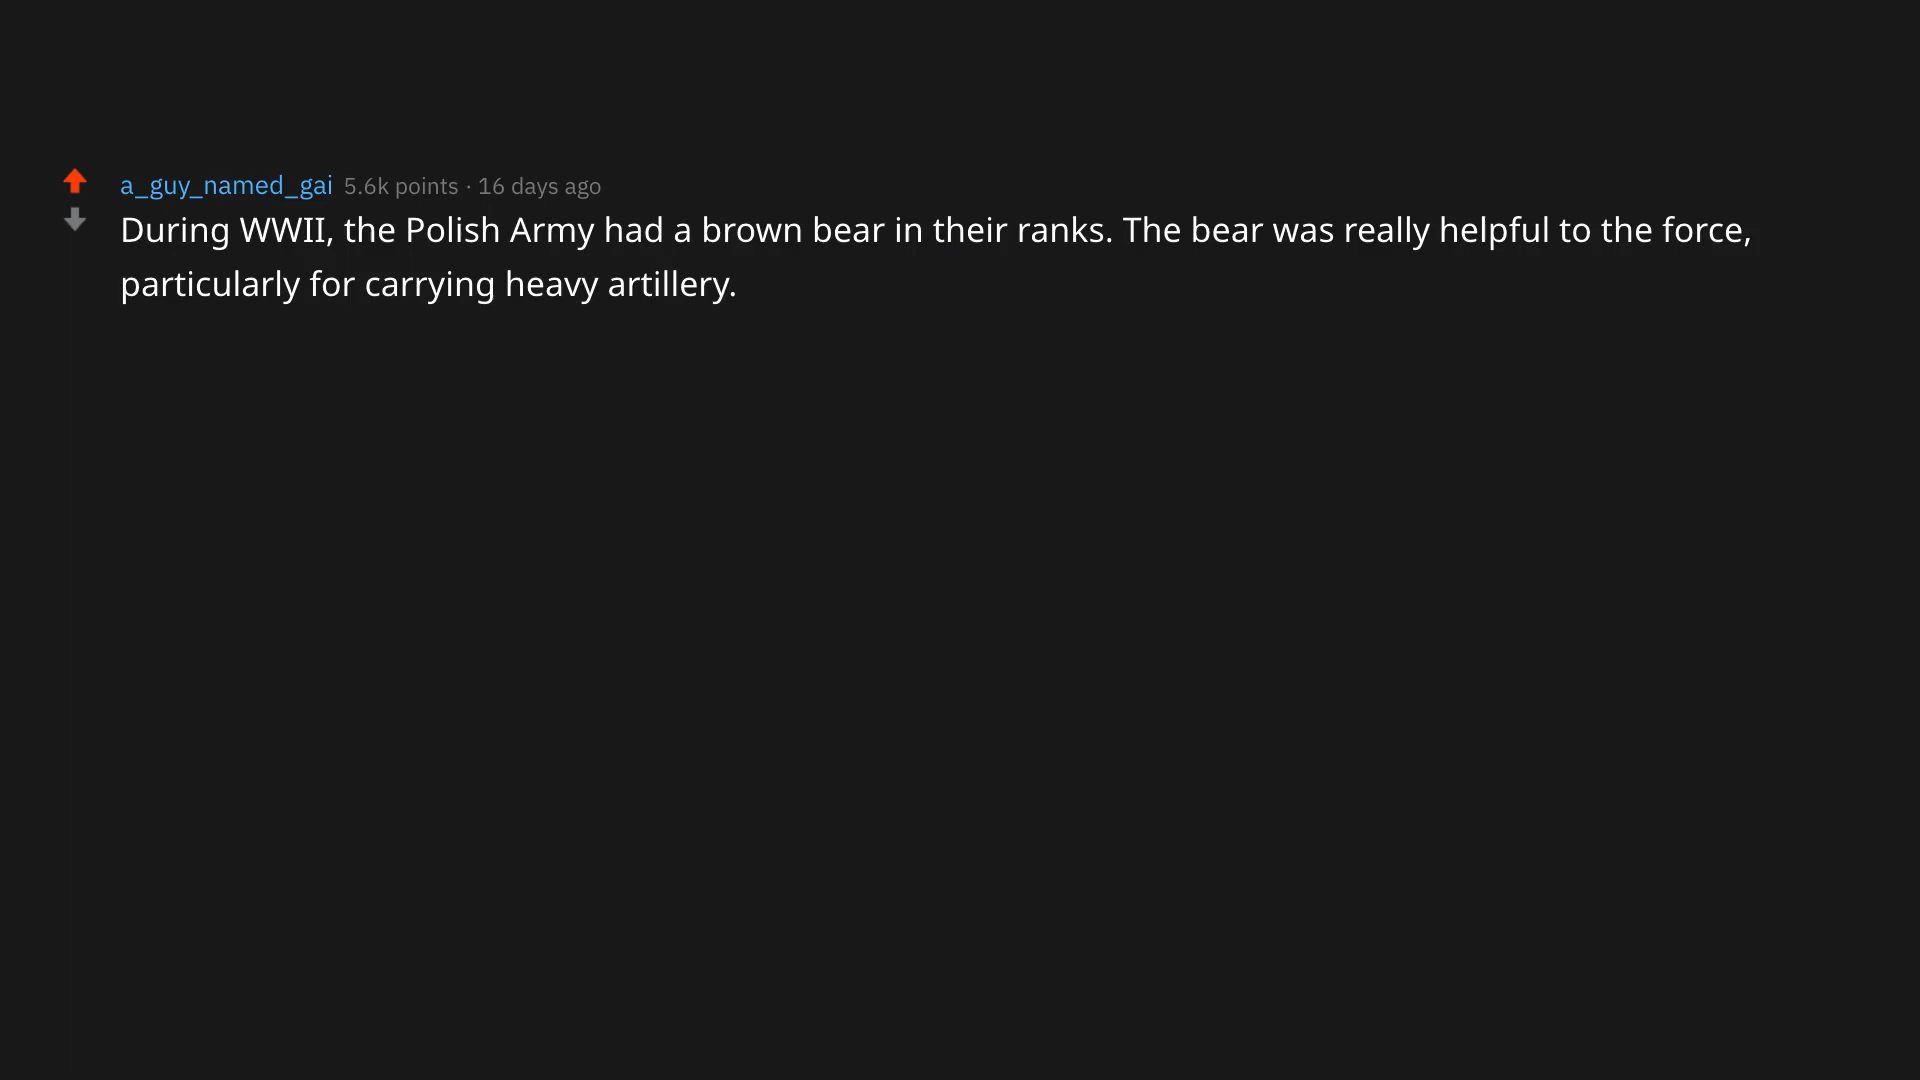 a_guy_named_gai 5.6k points · 16 days ago
During WWII, the Polish Army had a brown bear in their ranks. The bear was really helpful to the force,
particularly for carrying heavy artillery.